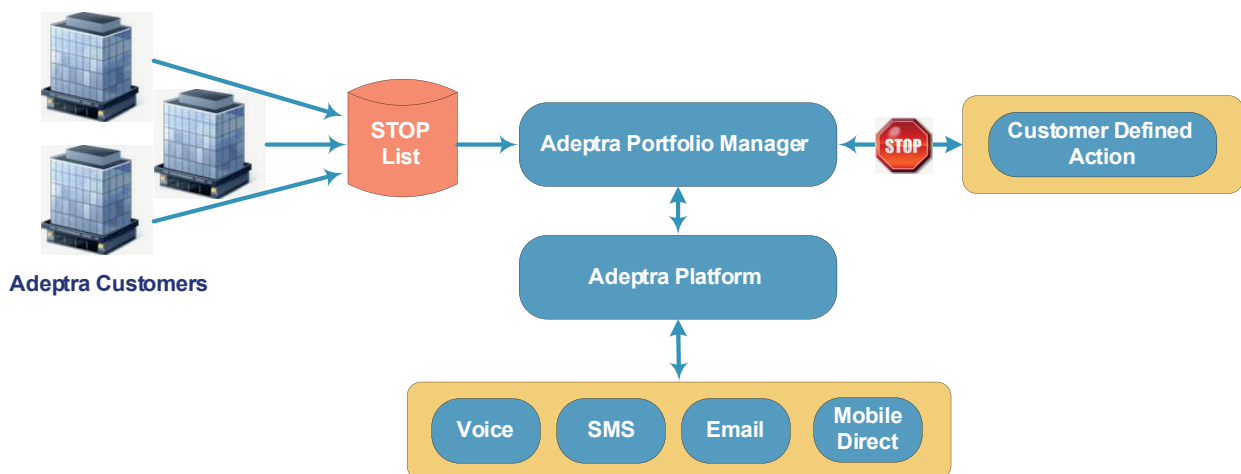 STOP
List
Adeptra Portfolio Manager
STOP
Customer Defined
Action
Adeptra Customers
Adeptra Platform
Voice
SMS
Email
Mobile
Direct